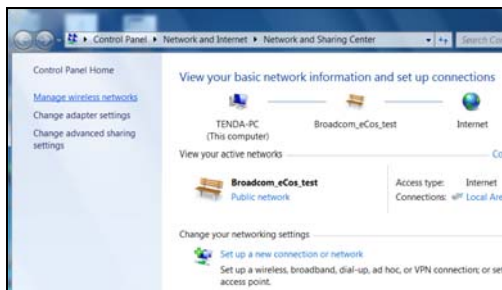 Control Panel Network and Internet Network and Sharing Center Search Co
Control Panel Home
Manage wireless networks
Change adapter settings
Change advanced sharing
settings
View your basic network information and set up connections
TENDA-PC
(This computer)
Broadcom_eCos_test
Internet
View your active networks
Co
Broadcom_eCos_test
Public network
Access type: Internet
Connections: Local Are
Change your networking settings
Set up a new connection or network
Set up a wireless, broadband, dial-up, ad hoc, or VPN connection; or set
access point.